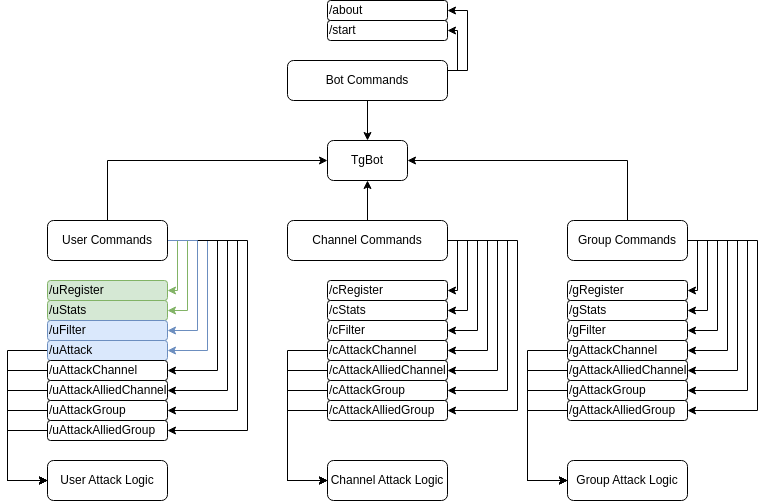 /about
/start
Bot Commands
TgBot
User Commands
Channel Commands
Group Commands
/uRegister
/uStats
/uFilter
/uAttack
/uAttackChannel
/uAttackAlliedChannel
/uAttackGroup
/uAttackAlliedGroup
/cRegister
/cStats
/cFilter
/cAttackChannel
/cAttackAlliedChannel
/cAttackGroup
/cAttackAlliedGroup
/gRegister
/gStats
/gFilter
/gAttackChannel
/gAttackAlliedChannel
/gAttackGroup
/gAttackAlliedGroup
User Attack Logic
Channel Attack Logic
Group Attack Logic